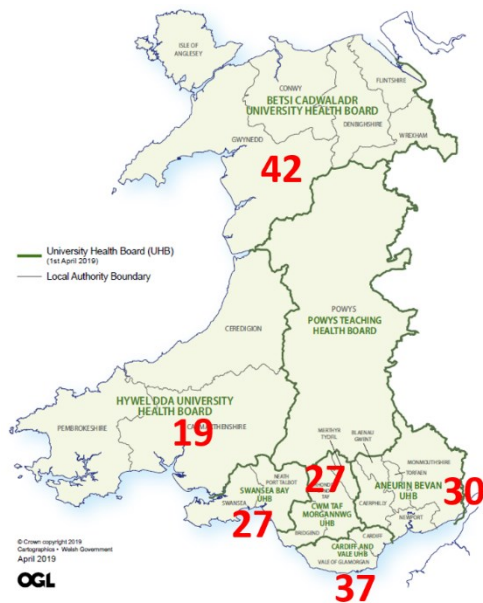 ISLE OF
ANGLESEY
CONWY
FLINTSHIRE
BETSI CADWALADR
UNIVERSITY HEALTH BOARD
DENBIGHSHIRE
GWYNEDD
WREXHAM
42
University Health Board (UHB)
(1st April 2019)
Local Authority Boundary
POWYS
POWYS TEACHING
HEALTH BOARD
CEREDIGION
HYWEL DDA UNIVERSITY
HEALTH BOARD
PEMBROKESHIRE
19
MERTHYR
TYDFIL
BLAENAU
GWENT
MONMOUTHSHIRE
TORFAEN
NEATH
PORT TALBOT
27
SWANSEA BAY
UHB
ANEURIN BEVAN
UHB
30
SWANSEA
CAERPHILLY
CWM TAF
MORGANNWG
UHB
NEWPORT
27
BRIDGEND
CARDIFF
CARDIFF AND
VALE UHB
VALE OF GLAMORGAN
37
© Crown copyright 2019
Cartographics • Welsh Government
April 2019
OGL